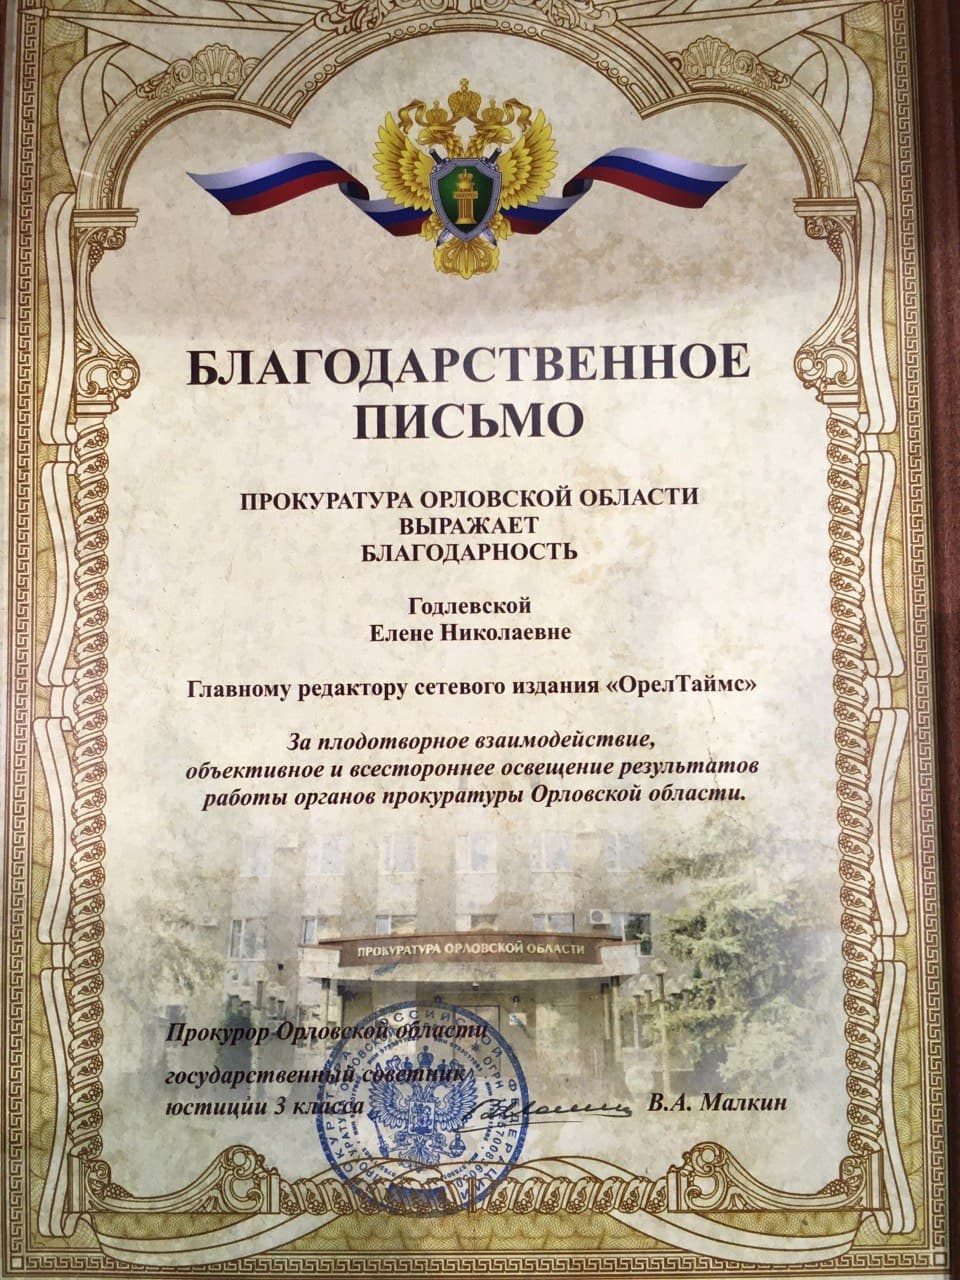 БЛАГОДАРСТВЕННОЕ
ПИСЬМО
ПРОКУРАТУРА ОРЛОВСКОЙ ОБЛАСТИ
ВЫРАЖАЕТ
БЛАГОДАРНОСТЬ
Годлевской
Елене Николаевне
Главному редактору сетевого издания «ОрелТаймс»
За плодотворное взаимодействие,
объективное и всестороннее освещение результатов
работы органов прокуратуры Орловской области.
ПРОКУРАТУРА ОРЛОВСКОЙ ОБЛАСТИ
Прокурор Орловской области
государственный советник
юстиции 3 класса
В.А. Малкин